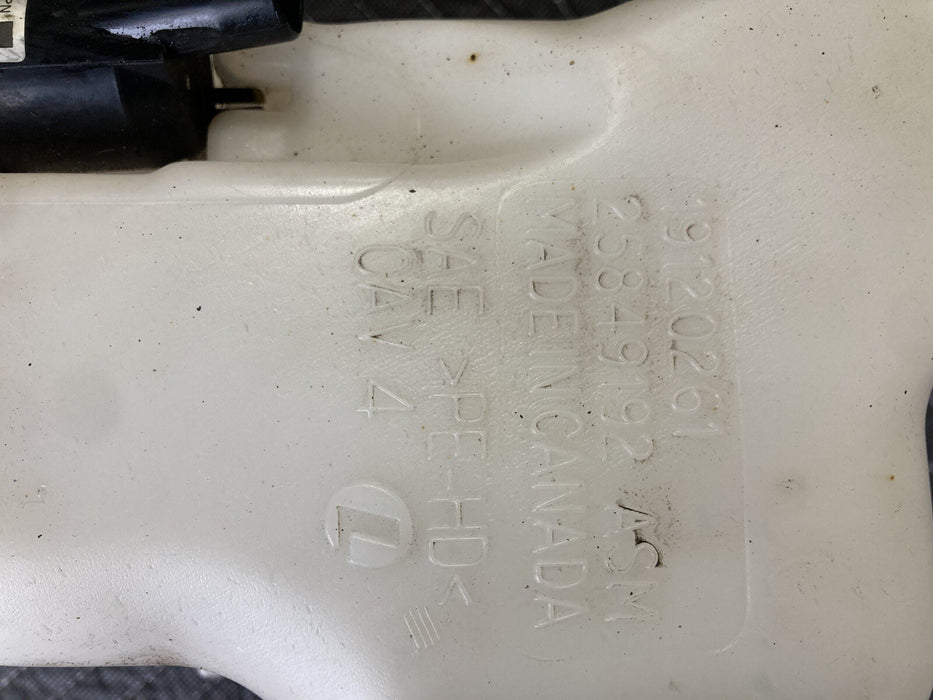 19120261
25849192 ASM
MADE IN CANADA
SAE >PE-HD<
CAV 4